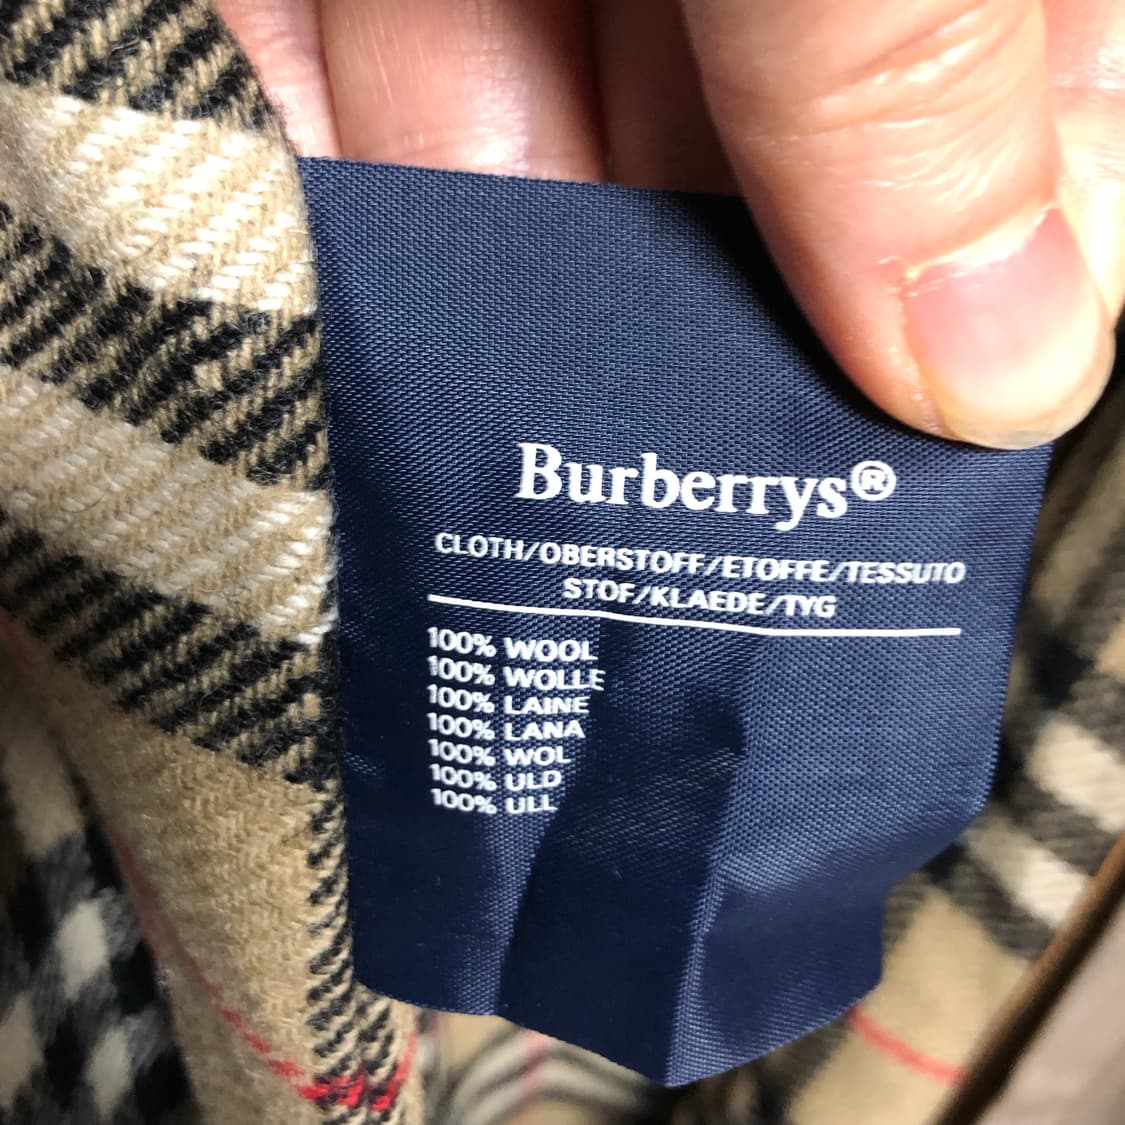 Burberrys®
CLOTH/OBERSTOFF/ETOFFE/TESSUTO
STOF/KLAEDE/TYG
100% WOOL
100% WOLLE
100% LAINE
100% LANA
100% WOL
100% ULD
100% ULL